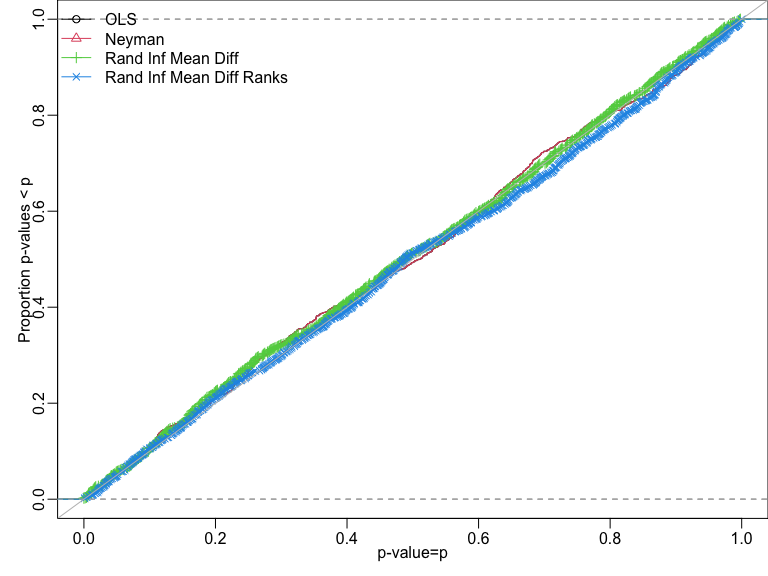 OLS
Neyman
Rand Inf Mean Diff
Rand Inf Mean Diff Ranks
Proportion p-values < p
1.0
0.8
0.6
0.4
0.2
0.0
0.0 0.2 0.4 0.6 0.8 1.0
p-value=p